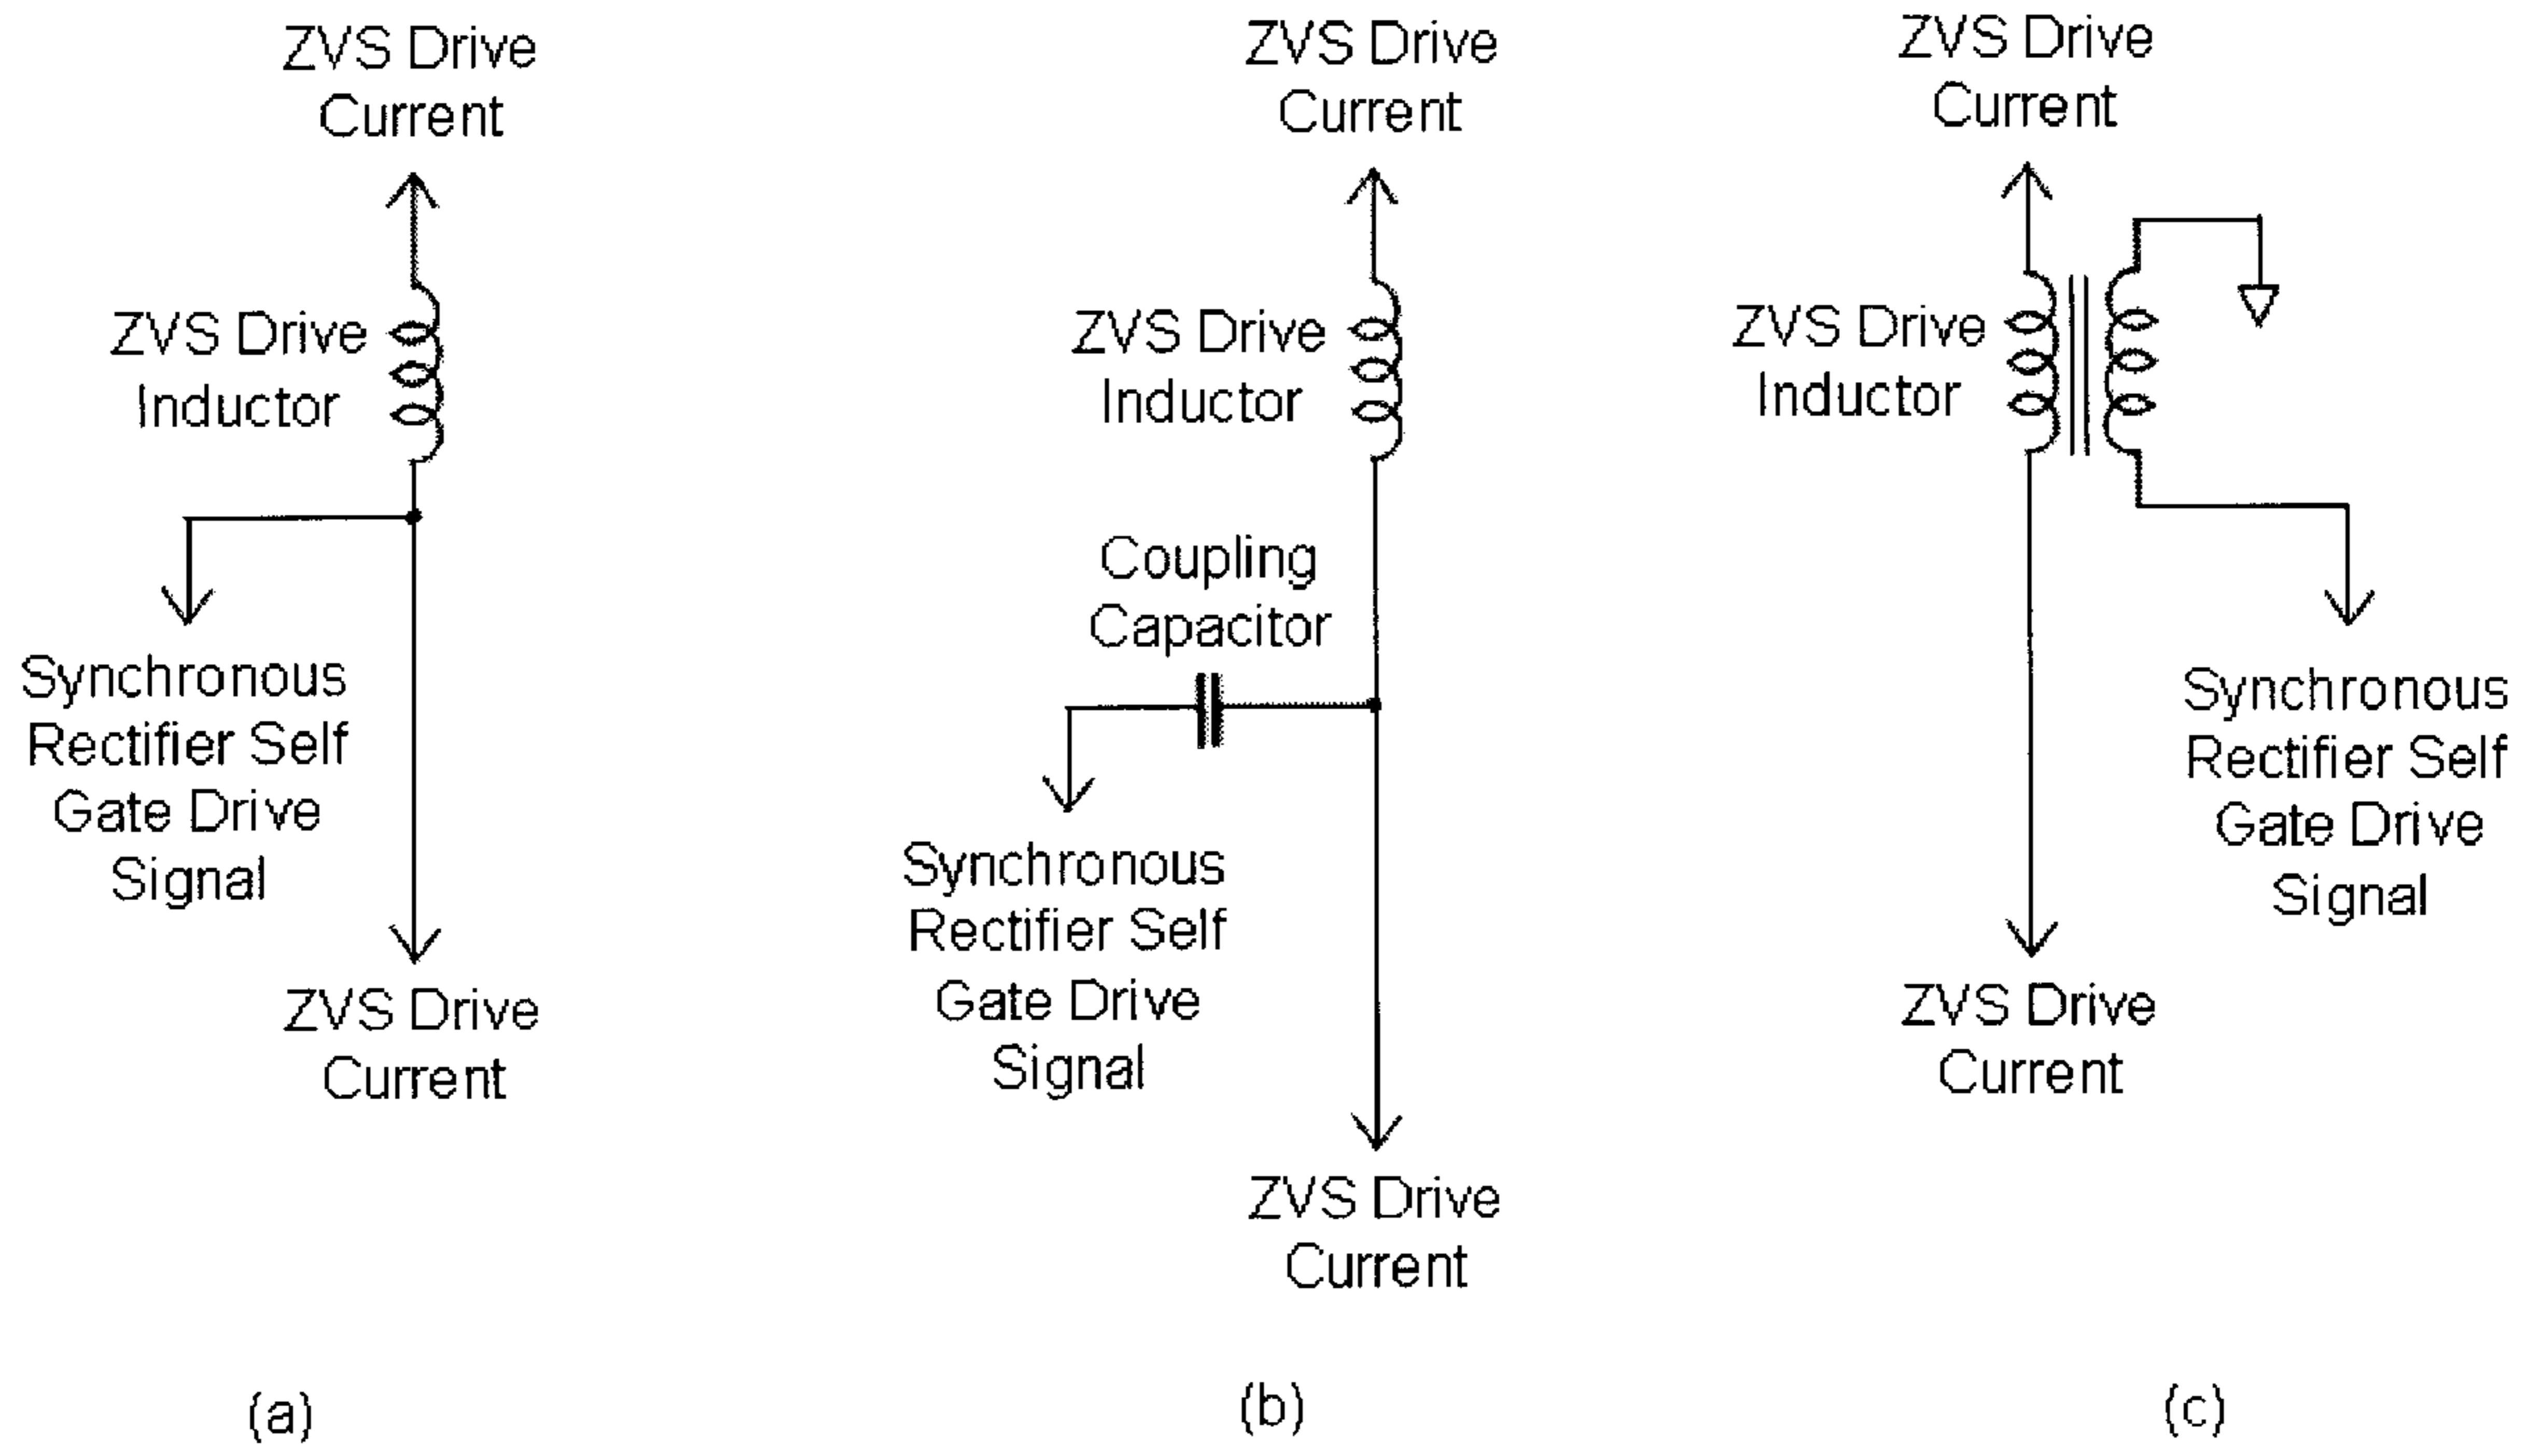 ZVS Drive
Current
ZVS Drive
Inductor
Synchronous
Rectifier Self
Gate Drive
Signal
ZVS Drive
Current
(a)
ZVS Drive
Current
ZVS Drive
Inductor
Coupling
Capacitor
Synchronous
Rectifier Self
Gate Drive
Signal
ZVS Drive
Current
(b)
ZVS Drive
Current
ZVS Drive
Inductor
Synchronous
Rectifier Self
Gate Drive
Signal
ZVS Drive
Current
(c)